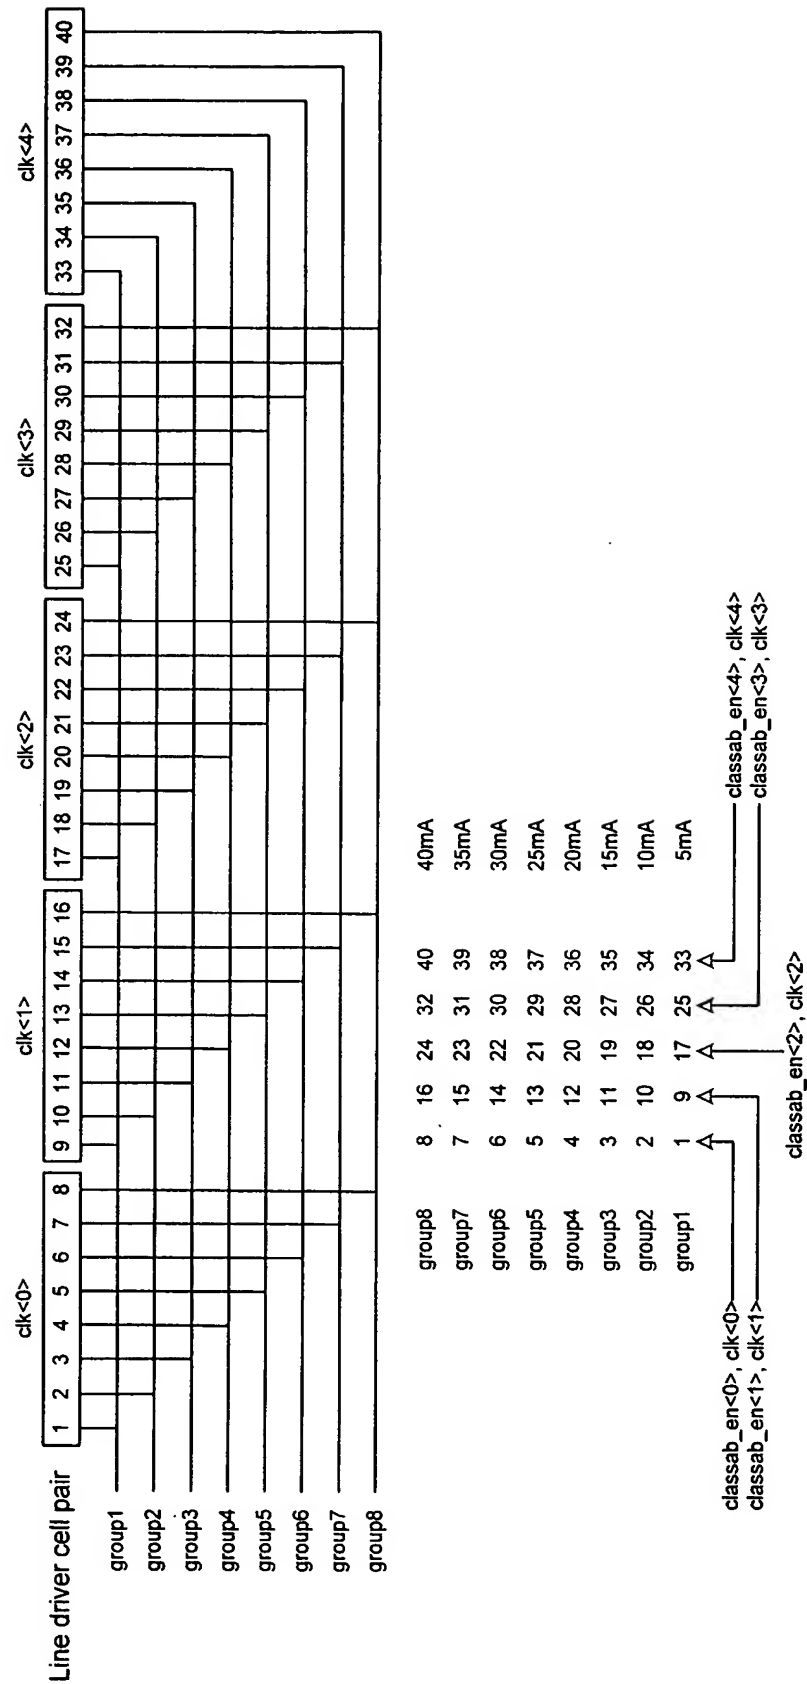 clk<0> clk<1> clk<2> clk<3> clk<4>
Line driver cell pair 1 2 3 4 5 6 7 8 9 10 11 12 13 14 15 16 17 18 19 20 21 22 23 24 25 26 27 28 29 30 31 32 33 34 35 36 37 38 39 40
group1
group2
group3
group4
group5
group6
group7
group8
group8 8 16 24 32 40 40mA
group7 7 15 23 31 39 35mA
group6 6 14 22 30 38 30mA
group5 5 13 21 29 37 25mA
group4 4 12 20 28 36 20mA
group3 3 11 19 27 35 15mA
group2 2 10 18 26 34 10mA
group1 1 9 17 25 33 5mA
classab_en<0>, clk<0> classab_en<4>, clk<4>
classab_en<1>, clk<1> classab_en<3>, clk<3>
classab_en<2>, clk<2>